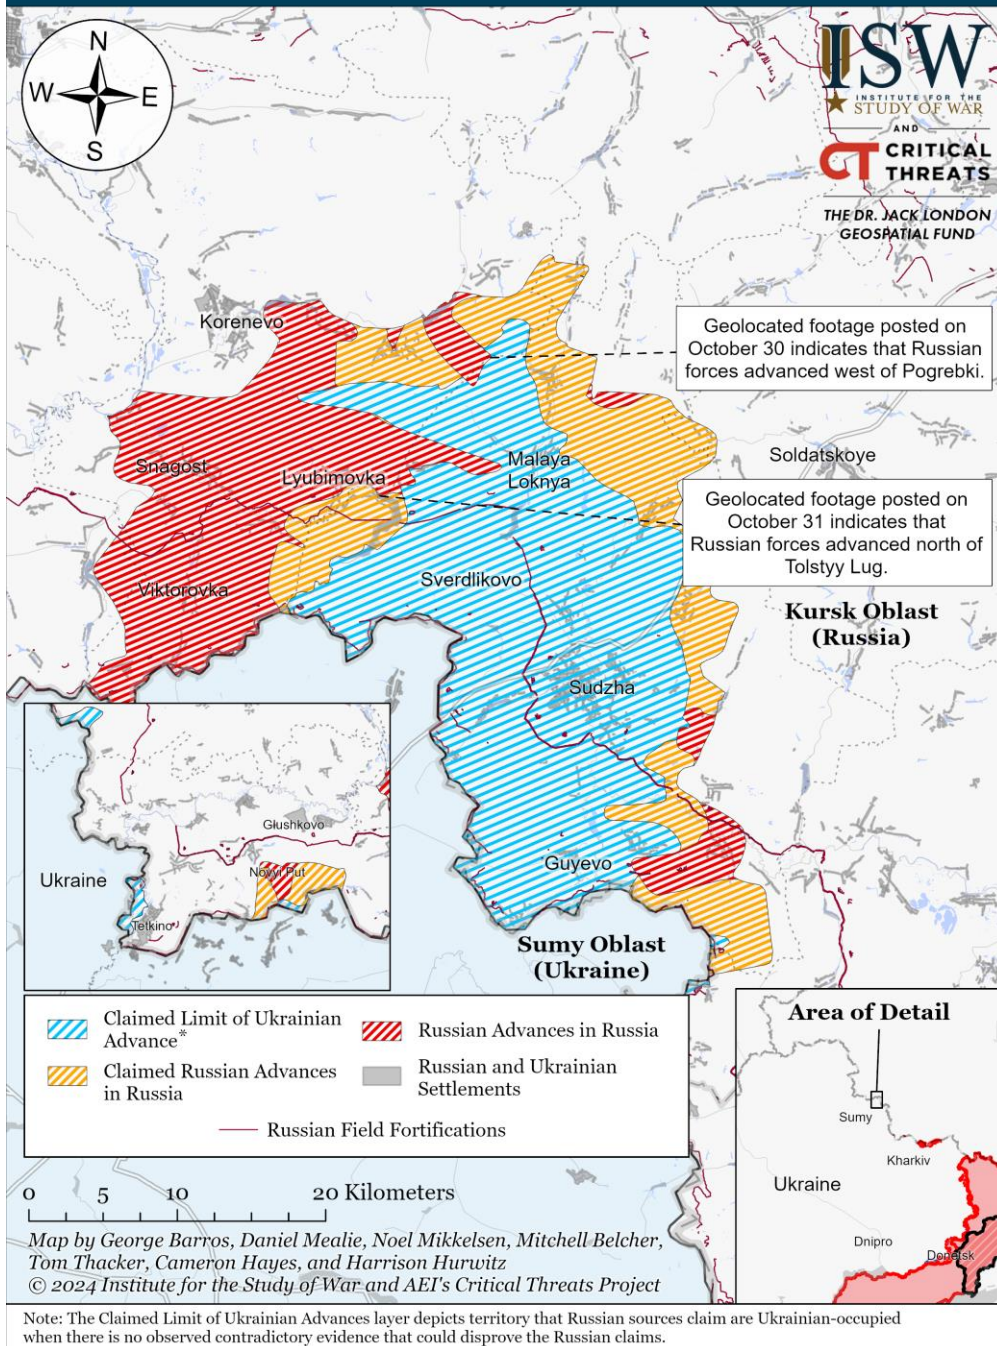 N
W
E
S
ISW
INSTITUTE FOR THE
STUDY OF WAR
AND
CT CRITICAL
THREATS
THE DR. JACK LONDON
GEOSPATIAL FUND
Korenevo
Geolocated footage posted on
October 30 indicates that Russian
forces advanced west of Pogrebki.
Snagost
Lyubimovka
Malaya
Loknya
Soldatskoye
Geolocated footage posted on
October 31 indicates that
Russian forces advanced north of
Tolstyy Lug.
Viktorovka
Sverdlikovo
Kursk Oblast
(Russia)
Sudzha
Guyevo
Sumy Oblast
(Ukraine)
Glushkovo
Ukraine
Novyi Put
Tetkino
Claimed Limit of Ukrainian
Advance*
Russian Advances in Russia
Claimed Russian Advances
in Russia
Russian and Ukrainian
Settlements
Russian Field Fortifications
Area of Detail
Sumy
Kharkiv
Ukraine
Dnipro
Donetsk
0 5 10 20 Kilometers
Map by George Barros, Daniel Mealie, Noel Mikkelsen, Mitchell Belcher,
Tom Thacker, Cameron Hayes, and Harrison Hurwitz
© 2024 Institute for the Study of War and AEI's Critical Threats Project
Note: The Claimed Limit of Ukrainian Advances layer depicts territory that Russian sources claim are Ukrainian-occupied
when there is no observed contradictory evidence that could disprove the Russian claims.